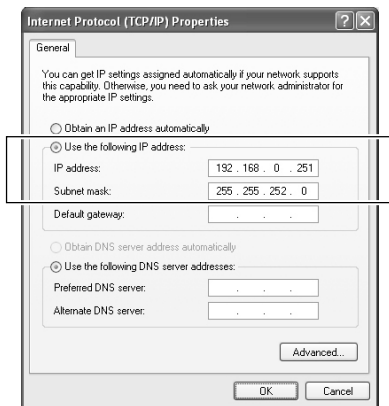 Internet Protocol (TCP/IP) Properties
General
You can get IP settings assigned automatically if your network supports
this capability. Otherwise, you need to ask your network administrator for
the appropriate IP settings.
Obtain an IP address automatically
Use the following IP address:
IP address: 192 . 168 . 0 . 251
Subnet mask: 255 . 255 . 252 . 0
Default gateway: . . .
Obtain DNS server address automatically
Use the following DNS server addresses:
Preferred DNS server: . . .
Alternate DNS server: . . .
Advanced...
OK Cancel